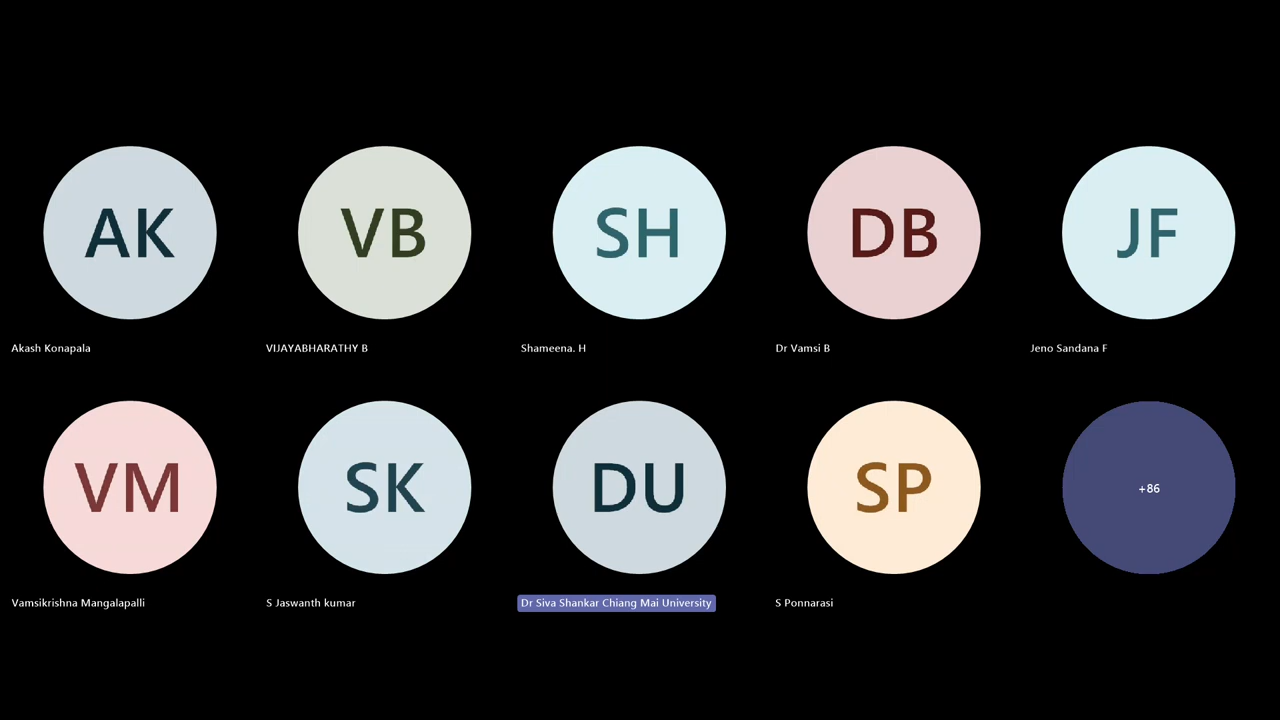 AK VB SH DB JF
Akash Konapala VIJAYABHARATHY B Shameena. H Dr Vamsi B Jeno Sandana F
VM SK DU SP +86
Vamsikrishna Mangalapalli S Jaswanth kumar Dr Siva Shankar Chiang Mai University S Ponnarasi